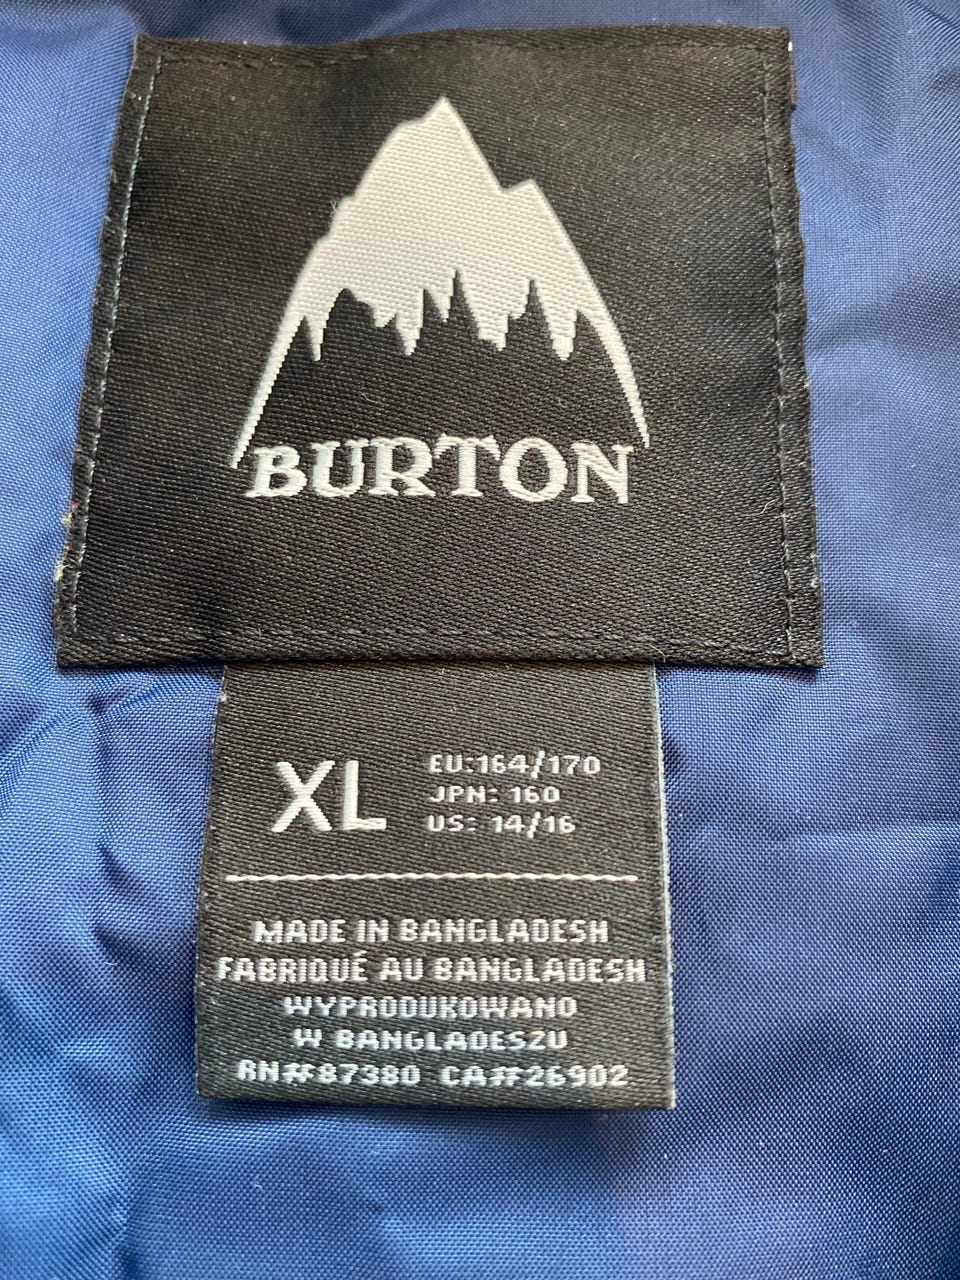 BURTON
XL
EU:164/170
JPN: 160
US: 14/16
MADE IN BANGLADESH
FABRIQUÉ AU BANGLADESH
WYPRODUKOWANO
W BANGLADESZU
RN#87380 CA#26902